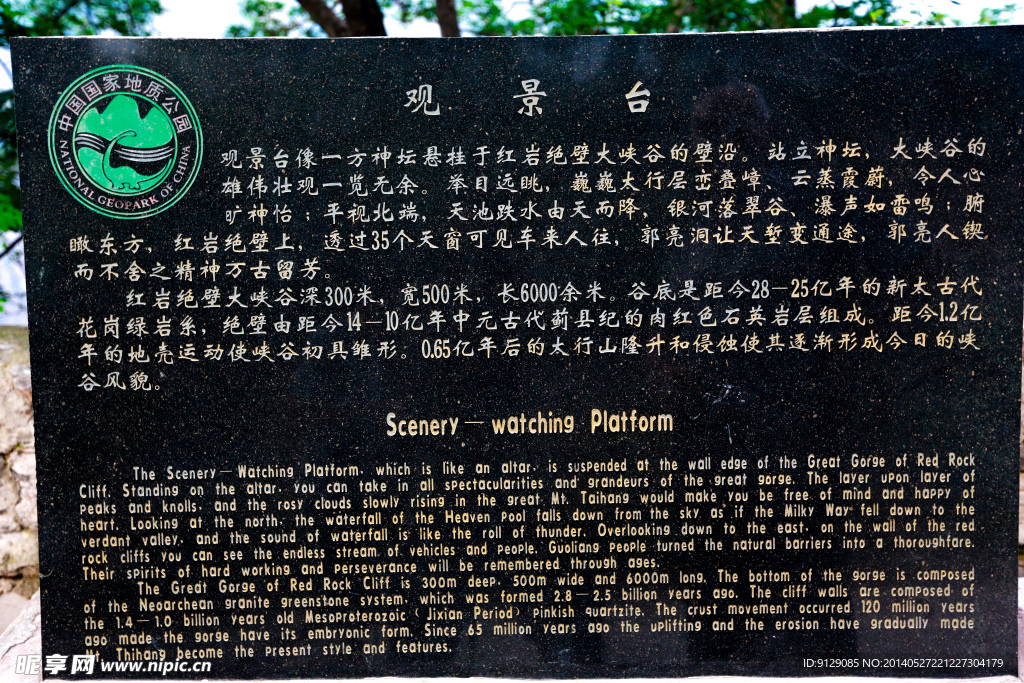 中国国家地质公园
NATIONAL GEOPARK OF CHINA
观景台
观景台像一方神坛悬挂于红岩绝壁大峡谷的壁沿。站立神坛，大峡谷的
雄伟壮观一览无余。举目远眺，巍巍太行层峦叠嶂、云蒸霞蔚，令人心
旷神怡；平视北端，天池跌水由天而降，银河落翠谷、瀑声如雷鸣；腑
瞰东方，红岩绝壁上，透过35个天窗可见车来人往，郭亮洞让天堑变通途，郭亮人锲
而不舍之精神万古留芳。
红岩绝壁大峡谷深300米，宽500米，长6000余米。谷底是距今28—25亿年的新太古代
花岗绿岩系，绝壁由距今14—10亿年中元古代蓟县纪的肉红色石英岩层组成。距今1.2亿
年的地壳运动使峡谷初具雏形。0.65亿年后的太行山隆升和侵蚀使其逐渐形成今日的峡
谷风貌。
Scenery—watching Platform
The Scenery—Watching Platform, which is like an altar, is suspended at the wall edge of the Great Gorge of Red Rock
Cliff. Standing on the altar, you can take in all spectacularities and grandeurs of the great gorge. The layer upon layer of
peaks and knolls, and the rosy clouds slowly rising in the great Mt. Taihang would make you be free of mind and happy of
heart. Looking at the north, the waterfall of the Heaven Pool falls down from the sky as if the Milky Way fell down to the
verdant valley, and the sound of waterfall is like the roll of thunder. Overlooking down to the east, on the wall of the red
rock cliffs you can see the endless stream of vehicles and people. Guoliang people turned the natural barriers into a thoroughfare.
Their spirits of hard working and perseverance will be remembered through ages.
The Great Gorge of Red Rock Cliff is 300m deep, 500m wide and 6000m long. The bottom of the gorge is composed
of the Neoarchean granite greenstone system, which was formed 2.8—2.5 billion years ago. The cliff walls are composed of
the 1.4—1.0 billion years old Mesoproterozoic (Jixian Period) pinkish quartzite. The crust movement occurred 120 million years
ago made the gorge have its embryonic form. Since 65 million years ago the uplifting and the erosion have gradually made
Mt. Thihang become the present style and features.
昵享网 www.nipic.cn
ID:9129085 NO:20140527221227304179